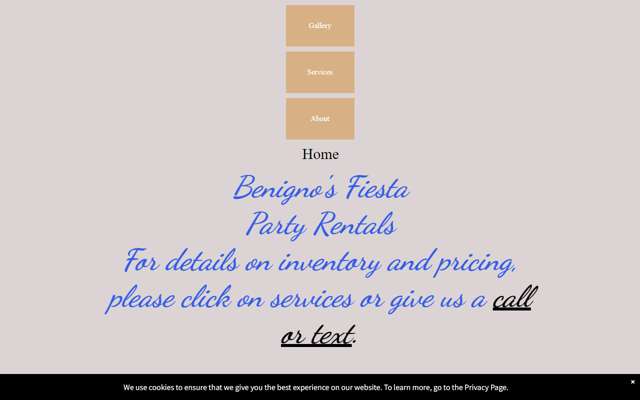 Gallery
Services
About
Home
Benigno's Fiesta
Party Rentals
For details on inventory and pricing,
please click on services or give us a call
or text.
We use cookies to ensure that we give you the best experience on our website. To learn more, go to the Privacy Page.
×